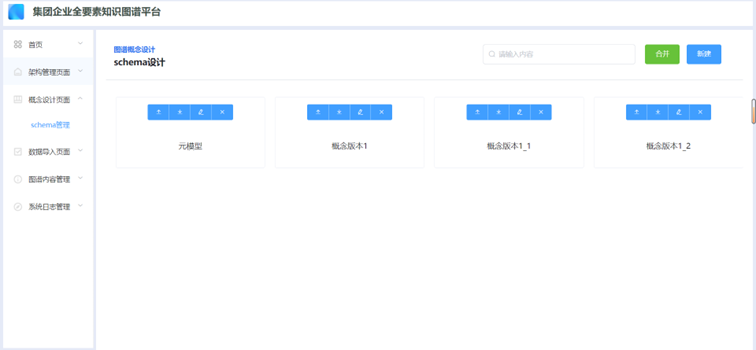 集团企业全要素知识图谱平台
首页
架构管理页面
概念设计页面
schema管理
数据导入页面
图谱内容管理
系统日志管理
图谱概念设计
schema设计
请输入内容
合并
新建
元模型
概念版本1
概念版本1_1
概念版本1_2